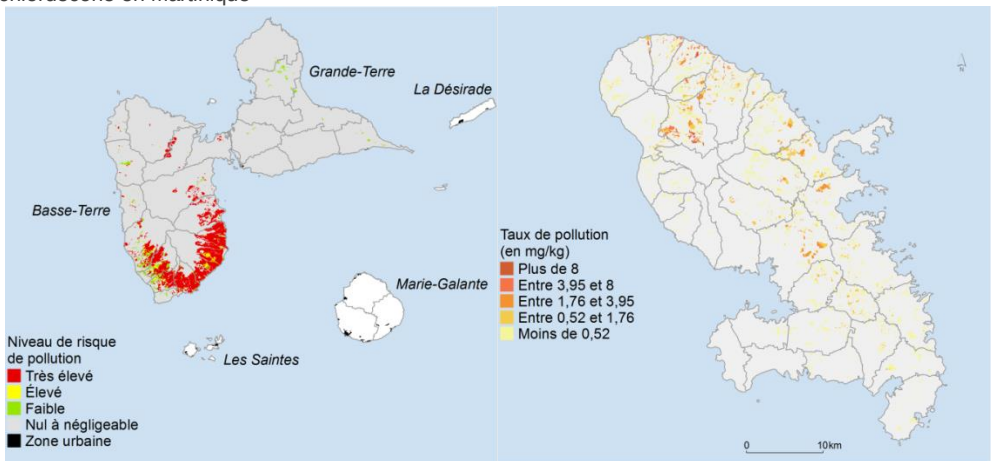 chlordécone en Martinique
Grande-Terre
La Désirade
Basse-Terre
Marie-Galante
Les Saintes
Niveau de risque
de pollution
Très élevé
Élevé
Faible
Nul à négligeable
Zone urbaine
N
Taux de pollution
(en mg/kg)
Plus de 8
Entre 3,95 et 8
Entre 1,76 et 3,95
Entre 0,52 et 1,76
Moins de 0,52
0 10km